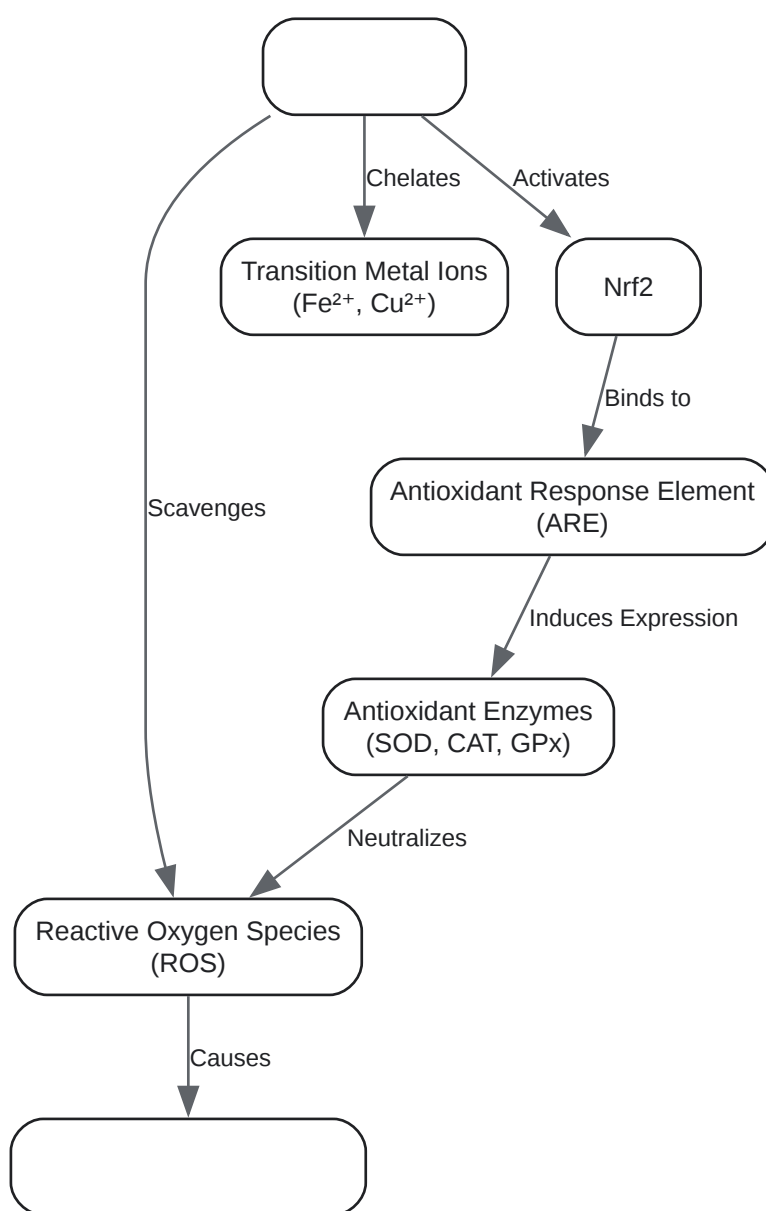 Chelates
Activates
Transition Metal Ions
(Fe²⁺, Cu²⁺)
Nrf2
Binds to
Scavenges
Antioxidant Response Element
(ARE)
Induces Expression
Antioxidant Enzymes
(SOD, CAT, GPx)
Neutralizes
Reactive Oxygen Species
(ROS)
Causes